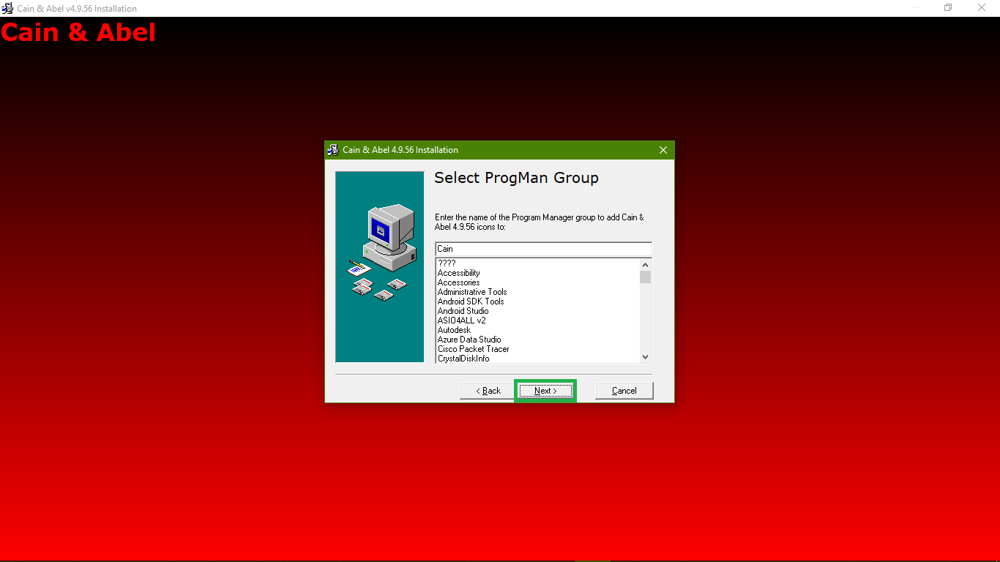 Cain & Abel v4.9.56 Installation
Cain & Abel
Cain & Abel 4.9.56 Installation
Select ProgMan Group
Enter the name of the Program Manager group to add Cain &
Abel 4.9.56 icons to:
Cain
????
Accessibility
Accessories
Administrative Tools
Android SDK Tools
Android Studio
ASIO4ALL v2
Autodesk
Azure Data Studio
Cisco Packet Tracer
CrystalDiskInfo
< Back
Next >
Cancel